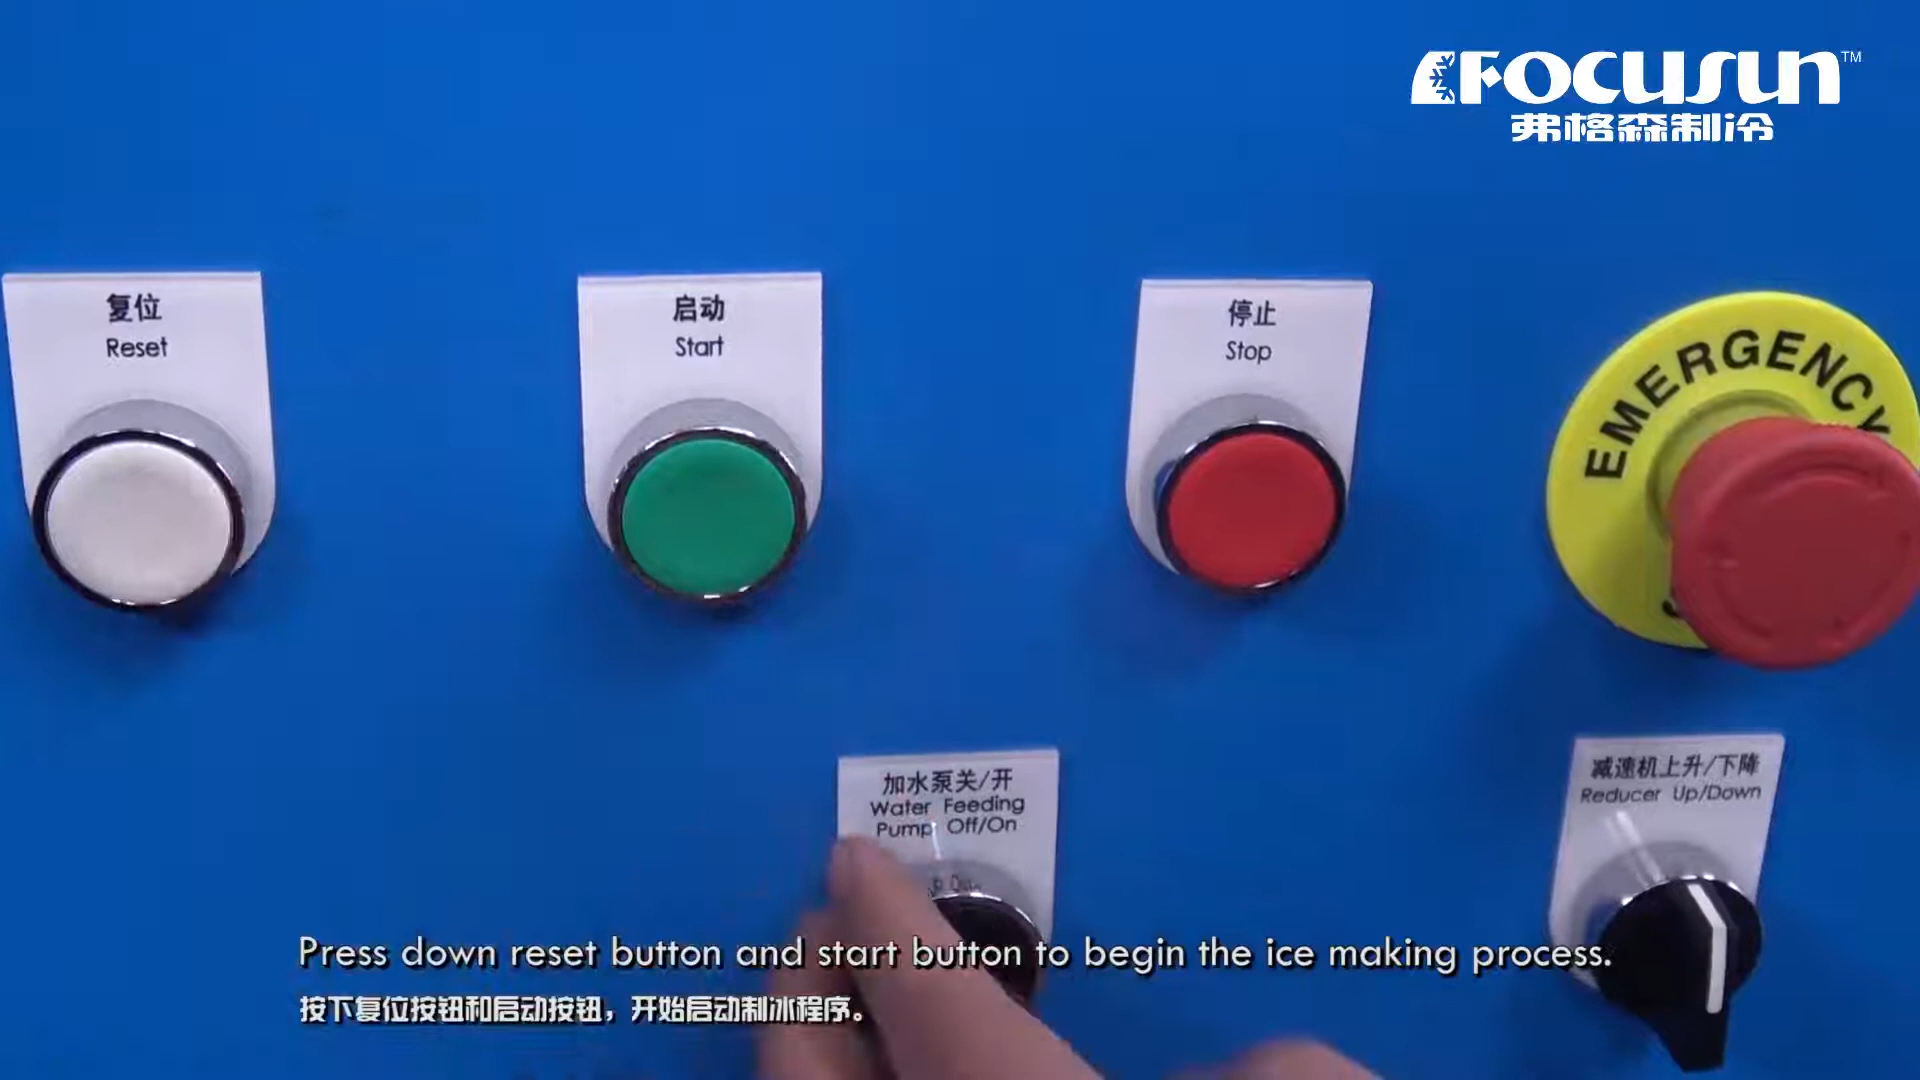 FOCUSUN™
弗格森制冷
复位
Reset
启动
Start
停止
Stop
EMERGENCY
加水泵关/开
Water Feeding
Pump Off/On
减速机上升/下降
Reducer Up/Down
Press down reset button and start button to begin the ice making process.
按下复位按钮和启动按钮，开始启动制冰程序。